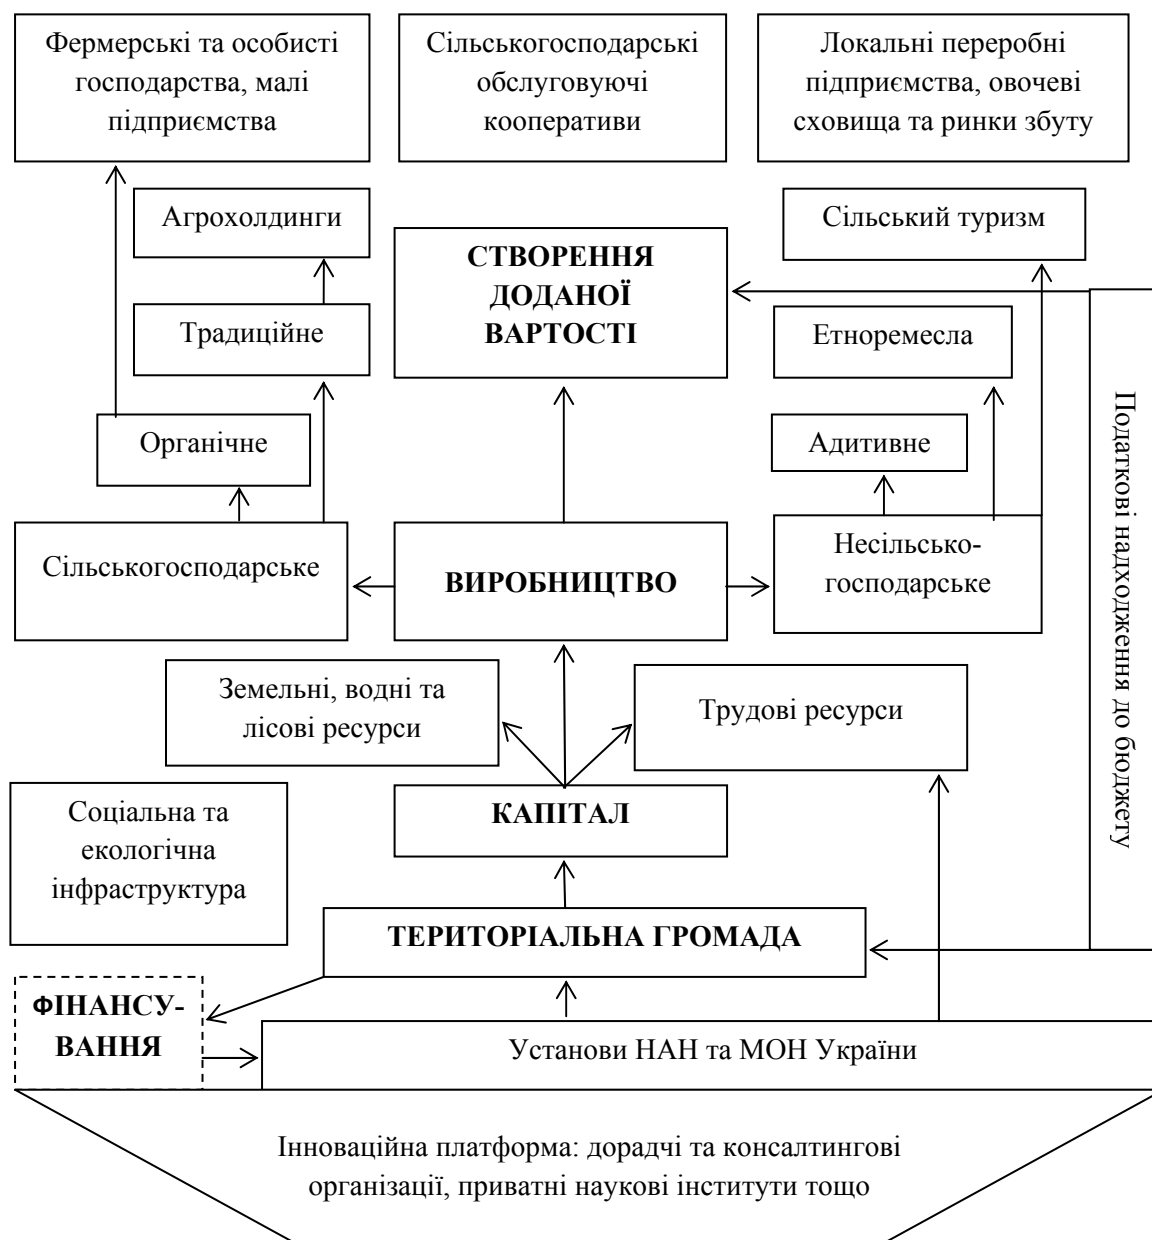 Фермерські та особисті
господарства, малі
підприємства
Сільськогосподарські
обслуговуючі
кооперативи
Локальні переробні
підприємства, овочеві
сховища та ринки збуту
Агрохолдинги
Сільський туризм
СТВОРЕННЯ
ДОДАНОЇ
ВАРТОСТІ
Традиційне
Етноремесла
Органічне
Адитивне
Податкові надходження до бюджету
Сільськогосподарське
ВИРОБНИЦТВО
Несільсько-
господарське
Земельні, водні та
лісові ресурси
Трудові ресурси
КАПІТАЛ
Соціальна та
екологічна
інфраструктура
ТЕРИТОРІАЛЬНА ГРОМАДА
ФІНАНСУ-
ВАННЯ
Установи НАН та МОН України
Інноваційна платформа: дорадчі та консалтингові
організації, приватні наукові інститути тощо